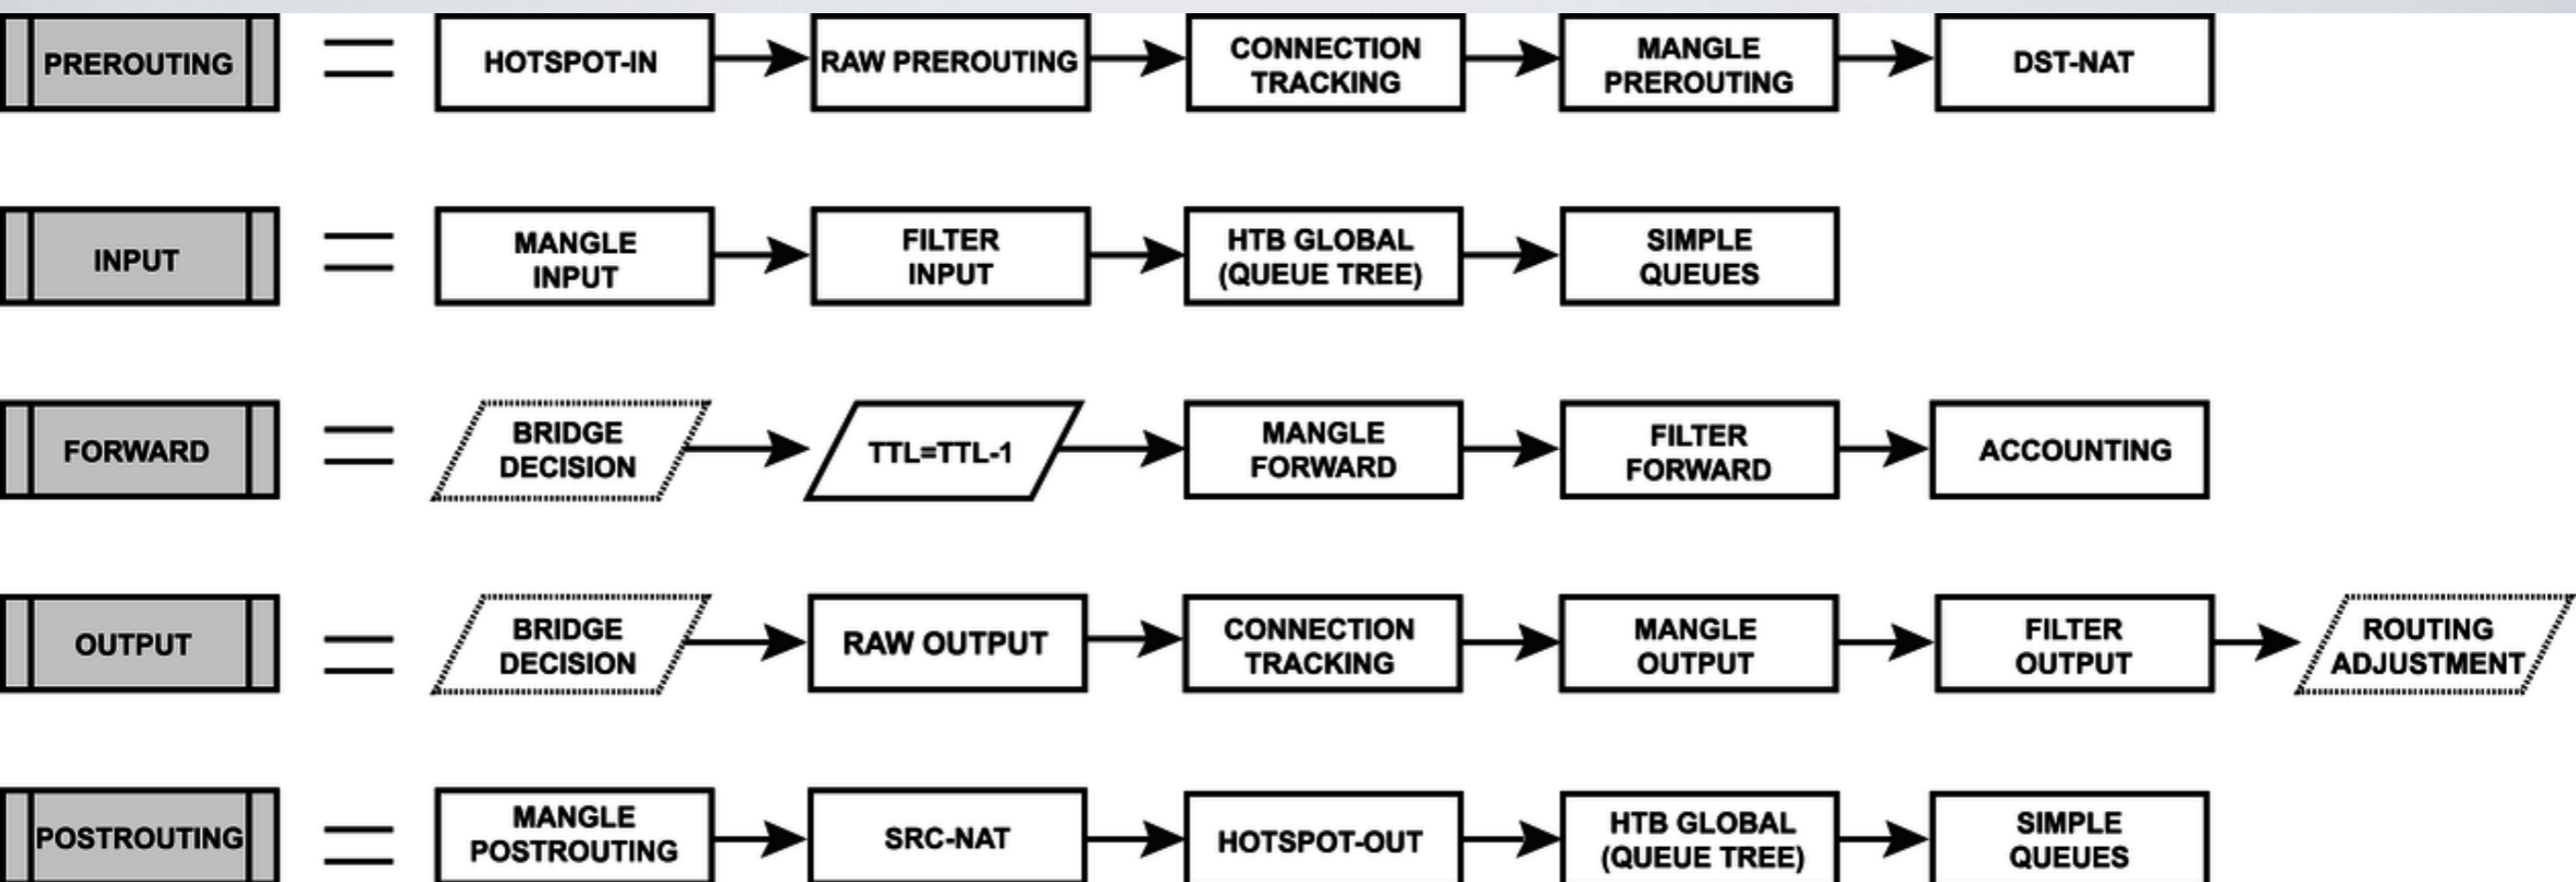 PREROUTING
HOTSPOT-IN
RAW PREROUTING
CONNECTION
TRACKING
MANGLE
PREROUTING
DST-NAT
INPUT
MANGLE
INPUT
FILTER
INPUT
HTB GLOBAL
(QUEUE TREE)
SIMPLE
QUEUES
FORWARD
BRIDGE
DECISION
TTL=TTL-1
MANGLE
FORWARD
FILTER
FORWARD
ACCOUNTING
OUTPUT
BRIDGE
DECISION
RAW OUTPUT
CONNECTION
TRACKING
MANGLE
OUTPUT
FILTER
OUTPUT
ROUTING
ADJUSTMENT
POSTROUTING
MANGLE
POSTROUTING
SRC-NAT
HOTSPOT-OUT
HTB GLOBAL
(QUEUE TREE)
SIMPLE
QUEUES